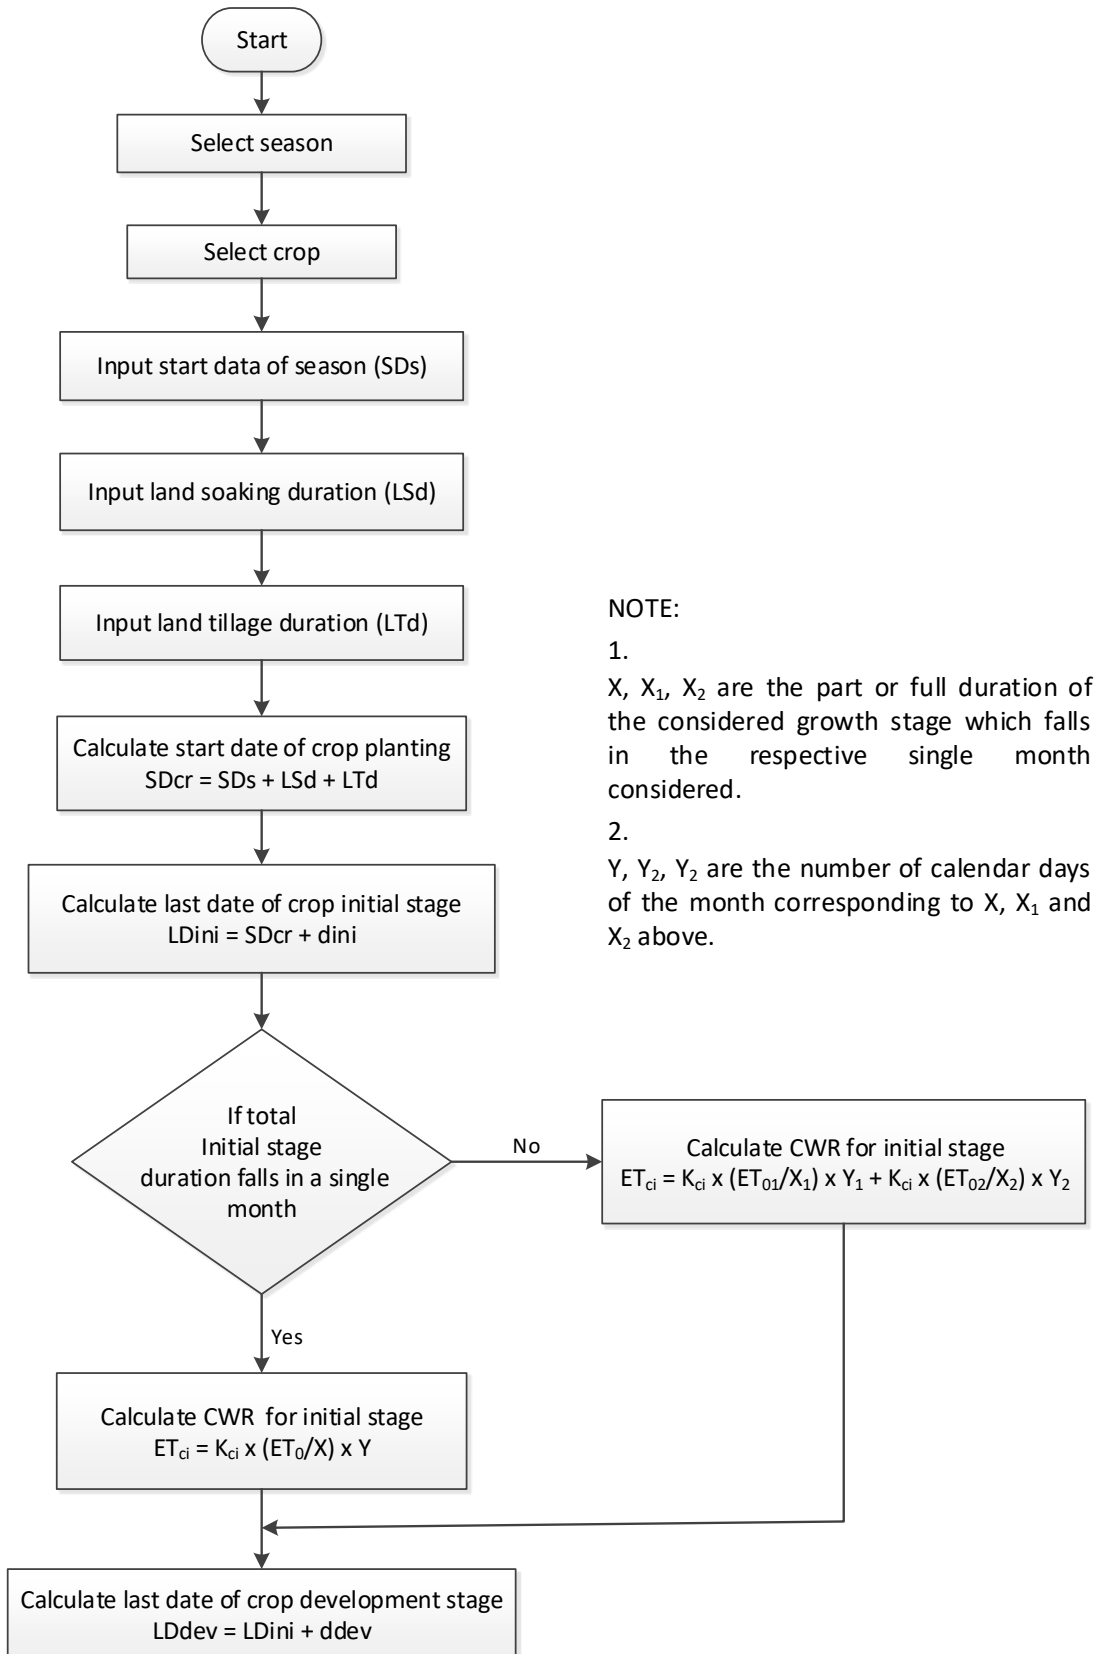 Start
Select season
Select crop
Input start data of season (SDs)
Input land soaking duration (LSd)
Input land tillage duration (LTd)
Calculate start date of crop planting
SDcr = SDs + LSd + LTd
Calculate last date of crop initial stage
LDini = SDcr + dini
NOTE:
1.
X, X₁, X₂ are the part or full duration of
the considered growth stage which falls
in the respective single month
considered.
2.
Y, Y₂, Y₂ are the number of calendar days
of the month corresponding to X, X₁ and
X₂ above.
If total
Initial stage
duration falls in a single
month
No
Calculate CWR for initial stage
ET_ci = K_ci x (ET₀₁/X₁) x Y₁ + K_ci x (ET₀₂/X₂) x Y₂
Yes
Calculate CWR for initial stage
ET_ci = K_ci x (ET₀/X) x Y
Calculate last date of crop development stage
LDdev = LDini + ddev